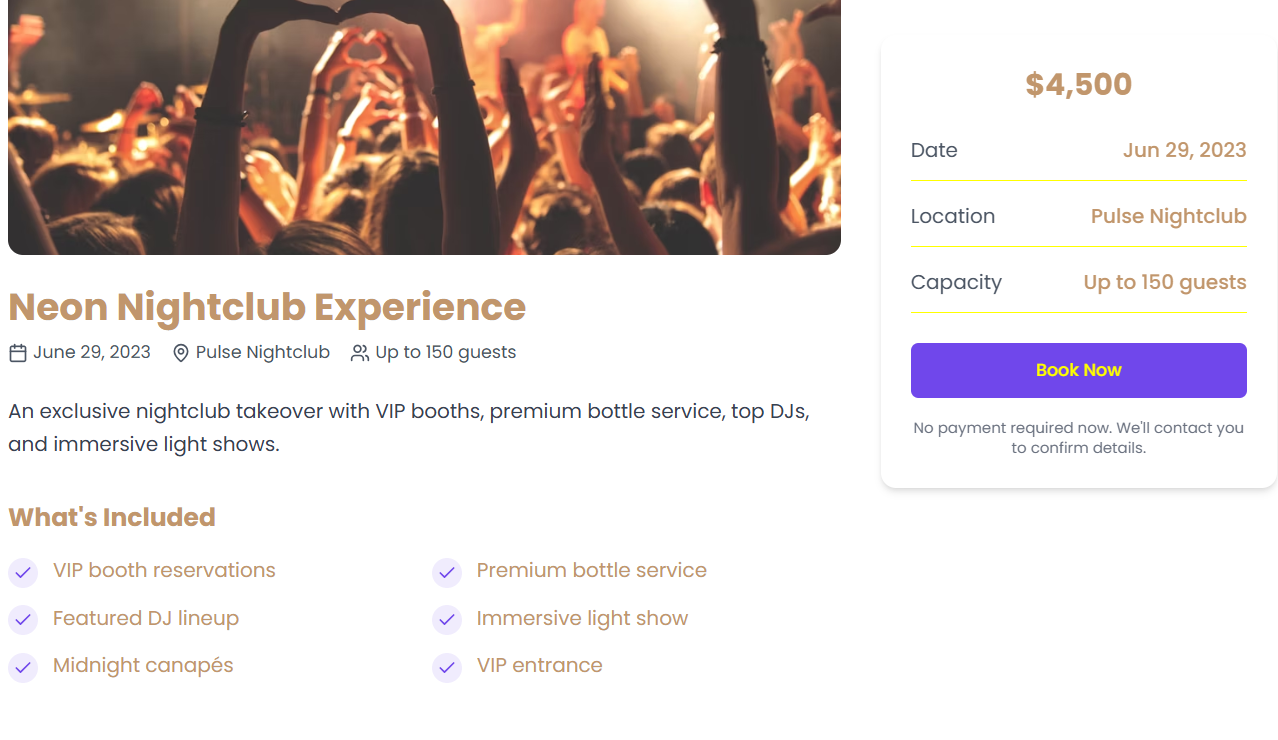 Neon Nightclub Experience
June 29, 2023 Pulse Nightclub Up to 150 guests
An exclusive nightclub takeover with VIP booths, premium bottle service, top DJs,
and immersive light shows.
What's Included
VIP booth reservations
Premium bottle service
Featured DJ lineup
Immersive light show
Midnight canapés
VIP entrance
$4,500
Date Jun 29, 2023
Location Pulse Nightclub
Capacity Up to 150 guests
Book Now
No payment required now. We'll contact you
to confirm details.